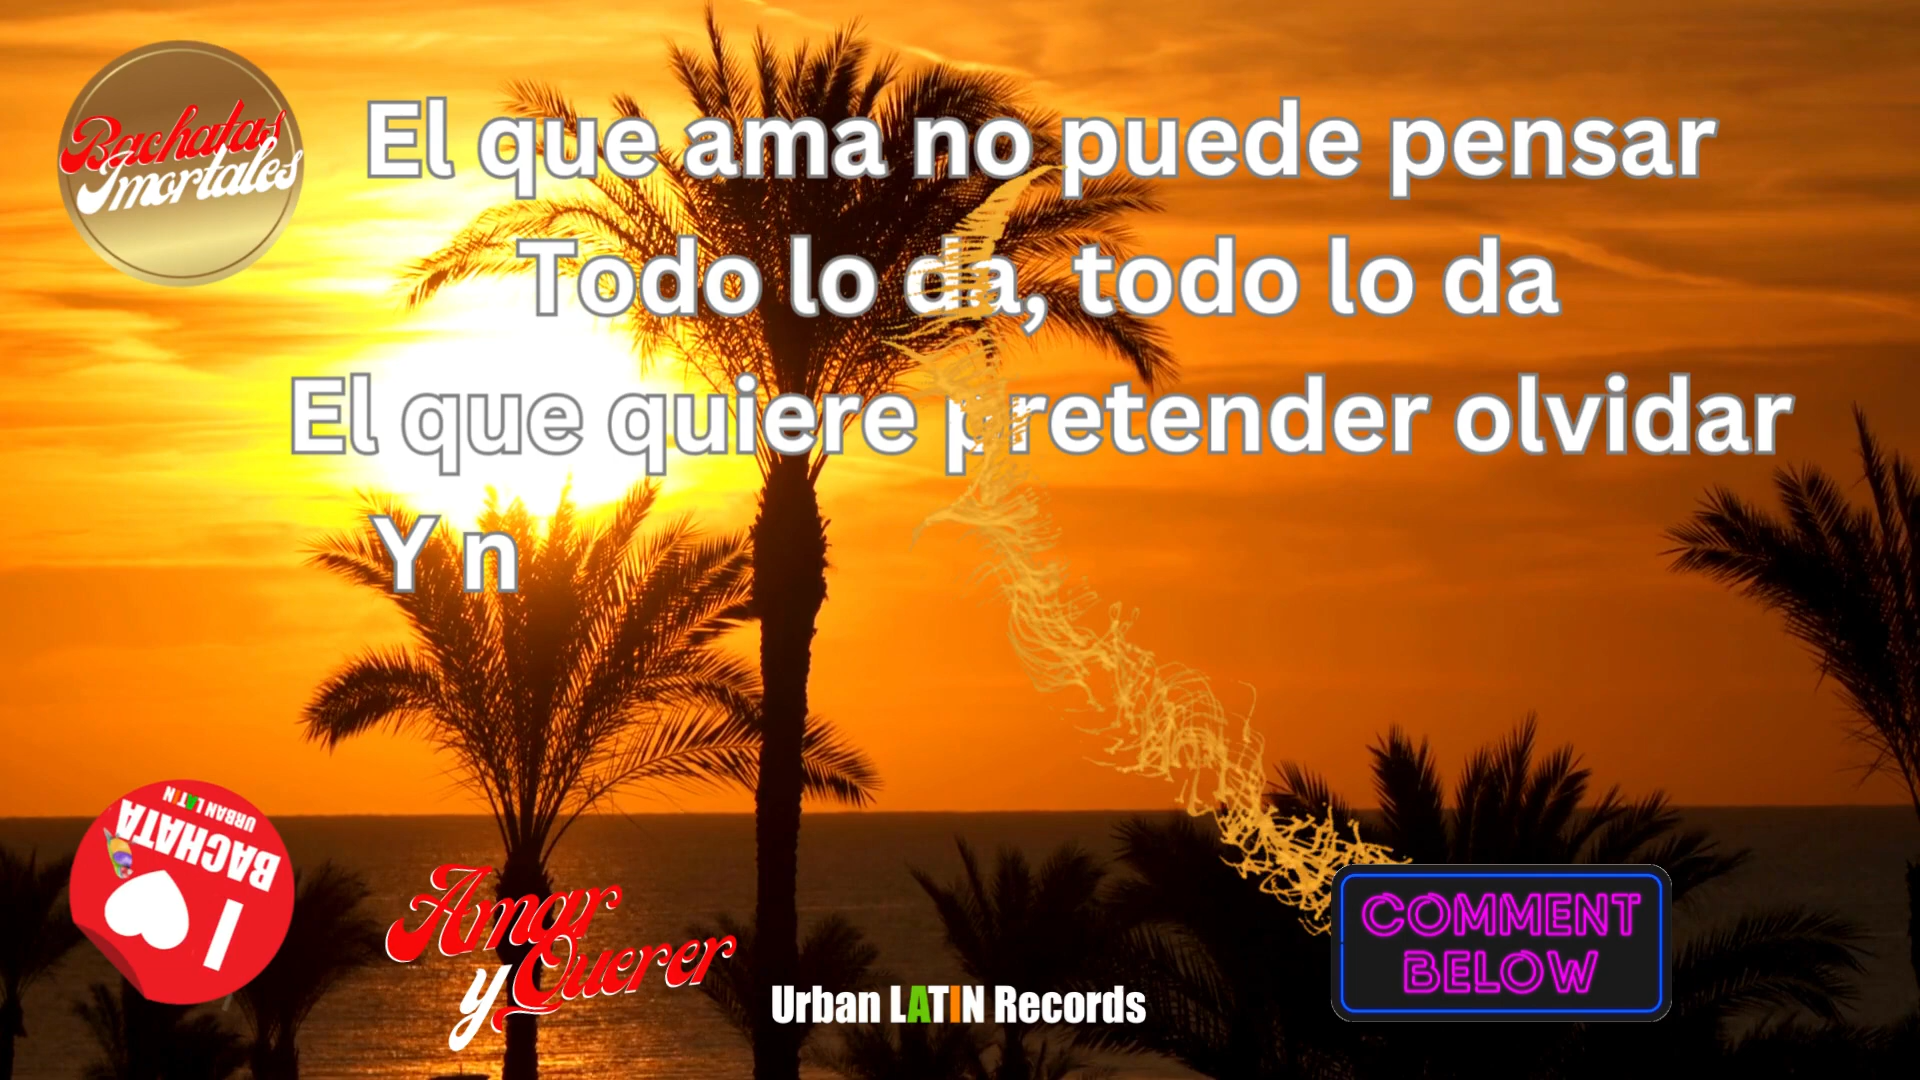 Bachatas
Imortales
El que ama no puede pensar
Todo lo da, todo lo da
El que quiere pretender olvidar
Y n
I
BACHATA
URBAN LATIN
Amar
y Querer
Urban LATIN Records
COMMENT
BELOW